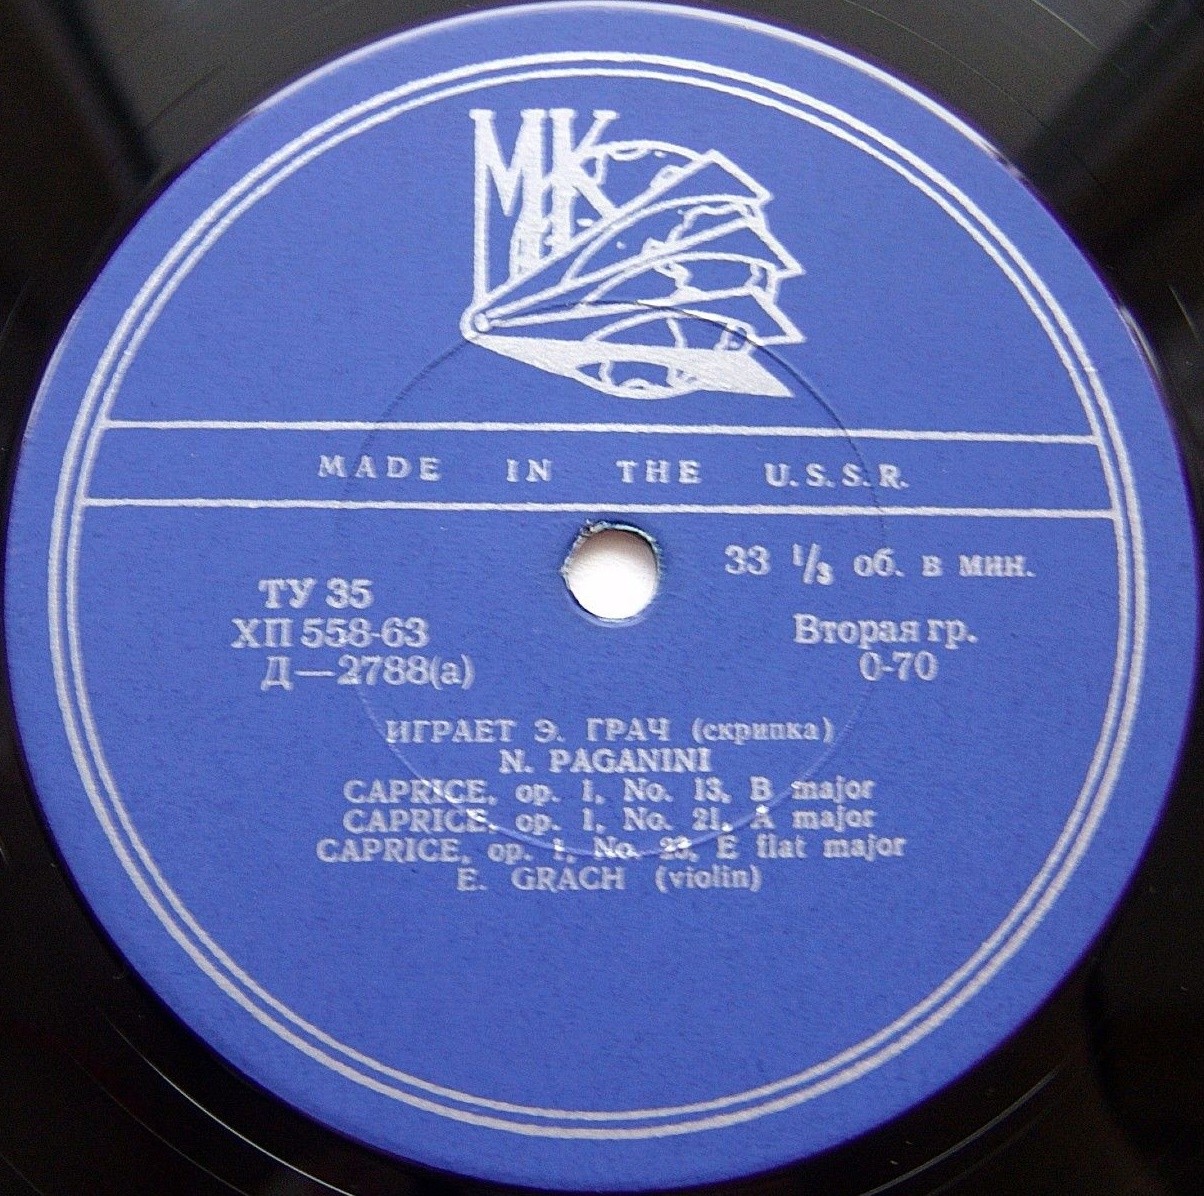 МК
MADE IN THE U.S.S.R.
33 1/3 об. в мин.
ТУ 35
ХП 558-63
Вторая гр.
Д—2788(а)
0-70
ИГРАЕТ Э. ГРАЧ (скрипка)
N. PAGANINI
CAPRICE, op. 1, No. 13, B major
CAPRICE, op. 1, No. 21, A major
CAPRICE, op. 1, No. 23, E flat major
E. GRACH (violin)